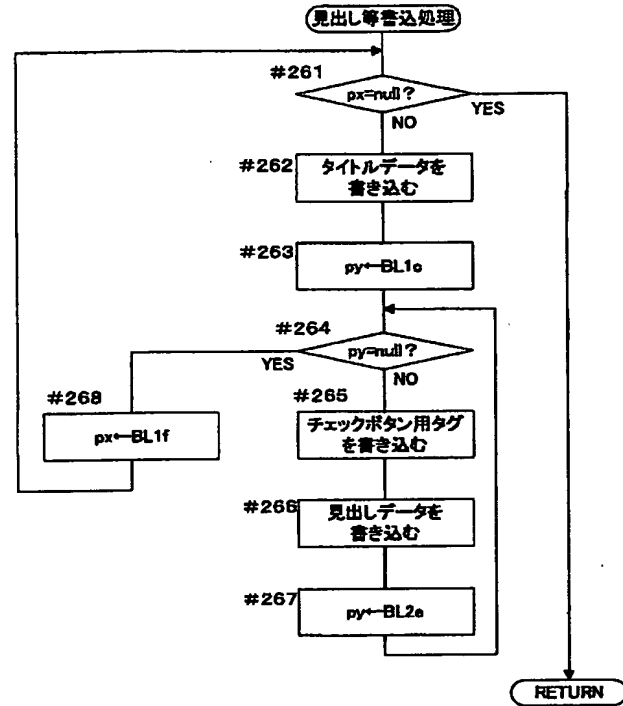 見出し等書込処理
#261
px=null?
YES
NO
#262
タイトルデータを
書き込む
#263
py←BL1c
#264
py=null?
YES
NO
#268
px←BL1f
#265
チェックボタン用タグ
を書き込む
#266
見出しデータを
書き込む
#267
py←BL2e
RETURN